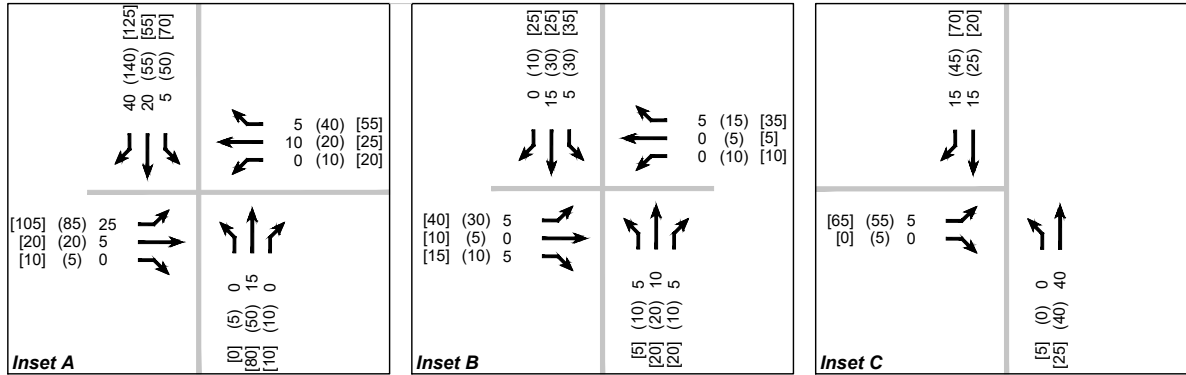 40 (140) [125]
20 (55) [55]
5 (50) [70]
5 (40) [55]
10 (20) [25]
0 (10) [20]
[105] (85) 25
[20] (20) 5
[10] (5) 0
[0] (5) 0
[80] (50) 15
[10] (10) 0
Inset A
0 (10) [25]
15 (30) [25]
5 (30) [35]
5 (15) [35]
0 (5) [5]
0 (10) [10]
[40] (30) 5
[10] (5) 0
[15] (10) 5
[5] (10) 5
[20] (20) 10
[20] (10) 5
Inset B
15 (45) [70]
15 (25) [20]
[65] (55) 5
[0] (5) 0
[5] (0) 0
[25] (40) 40
Inset C